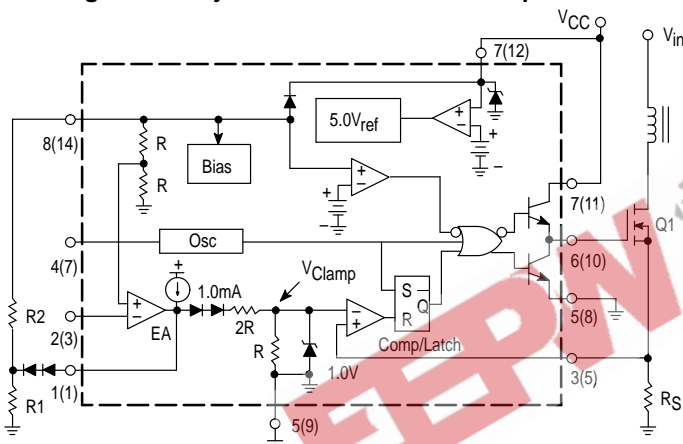 VCC
Vin
7(12)
5.0Vref
+
−
8(14)
R
R
Bias
+
−
+
−
+
−
7(11)
Q1
4(7)
Osc
6(10)
+
VClamp
1.0mA
S
Q
R
5(8)
R2
2(3)
+
−
EA
2R
R
−
+
Comp/Latch
1.0V
3(5)
1(1)
R1
5(9)
RS
EEPW